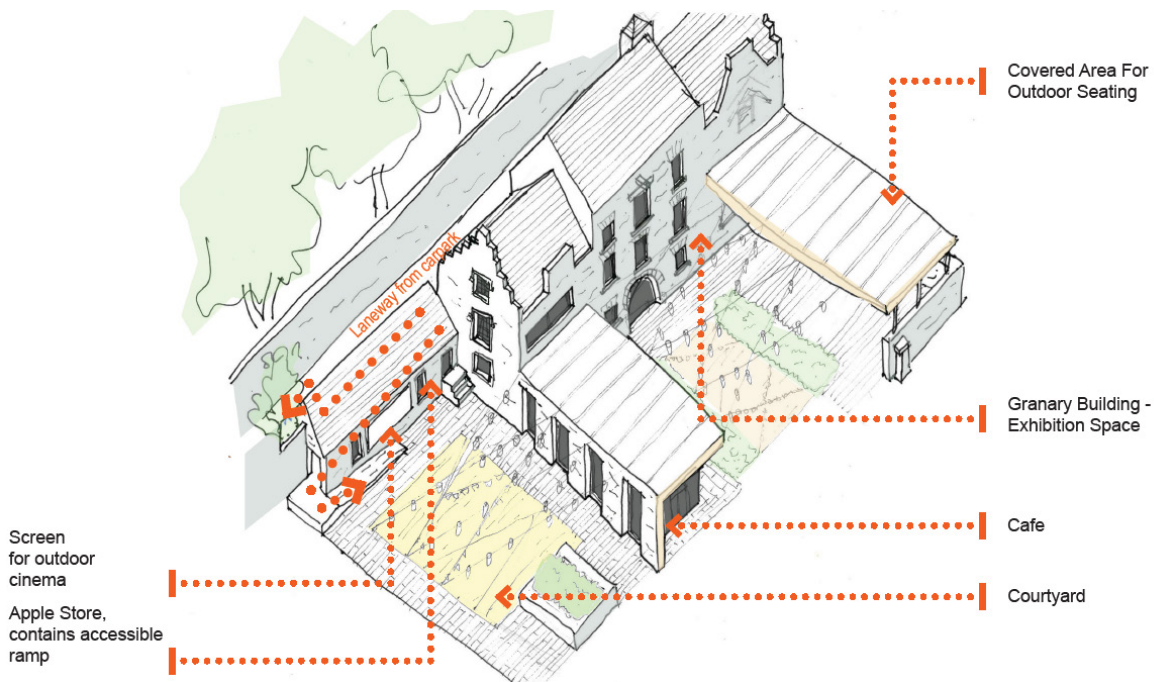 Covered Area For
Outdoor Seating
Laneway from carpark
Granary Building -
Exhibition Space
Cafe
Screen
for outdoor
cinema
Courtyard
Apple Store,
contains accessible
ramp